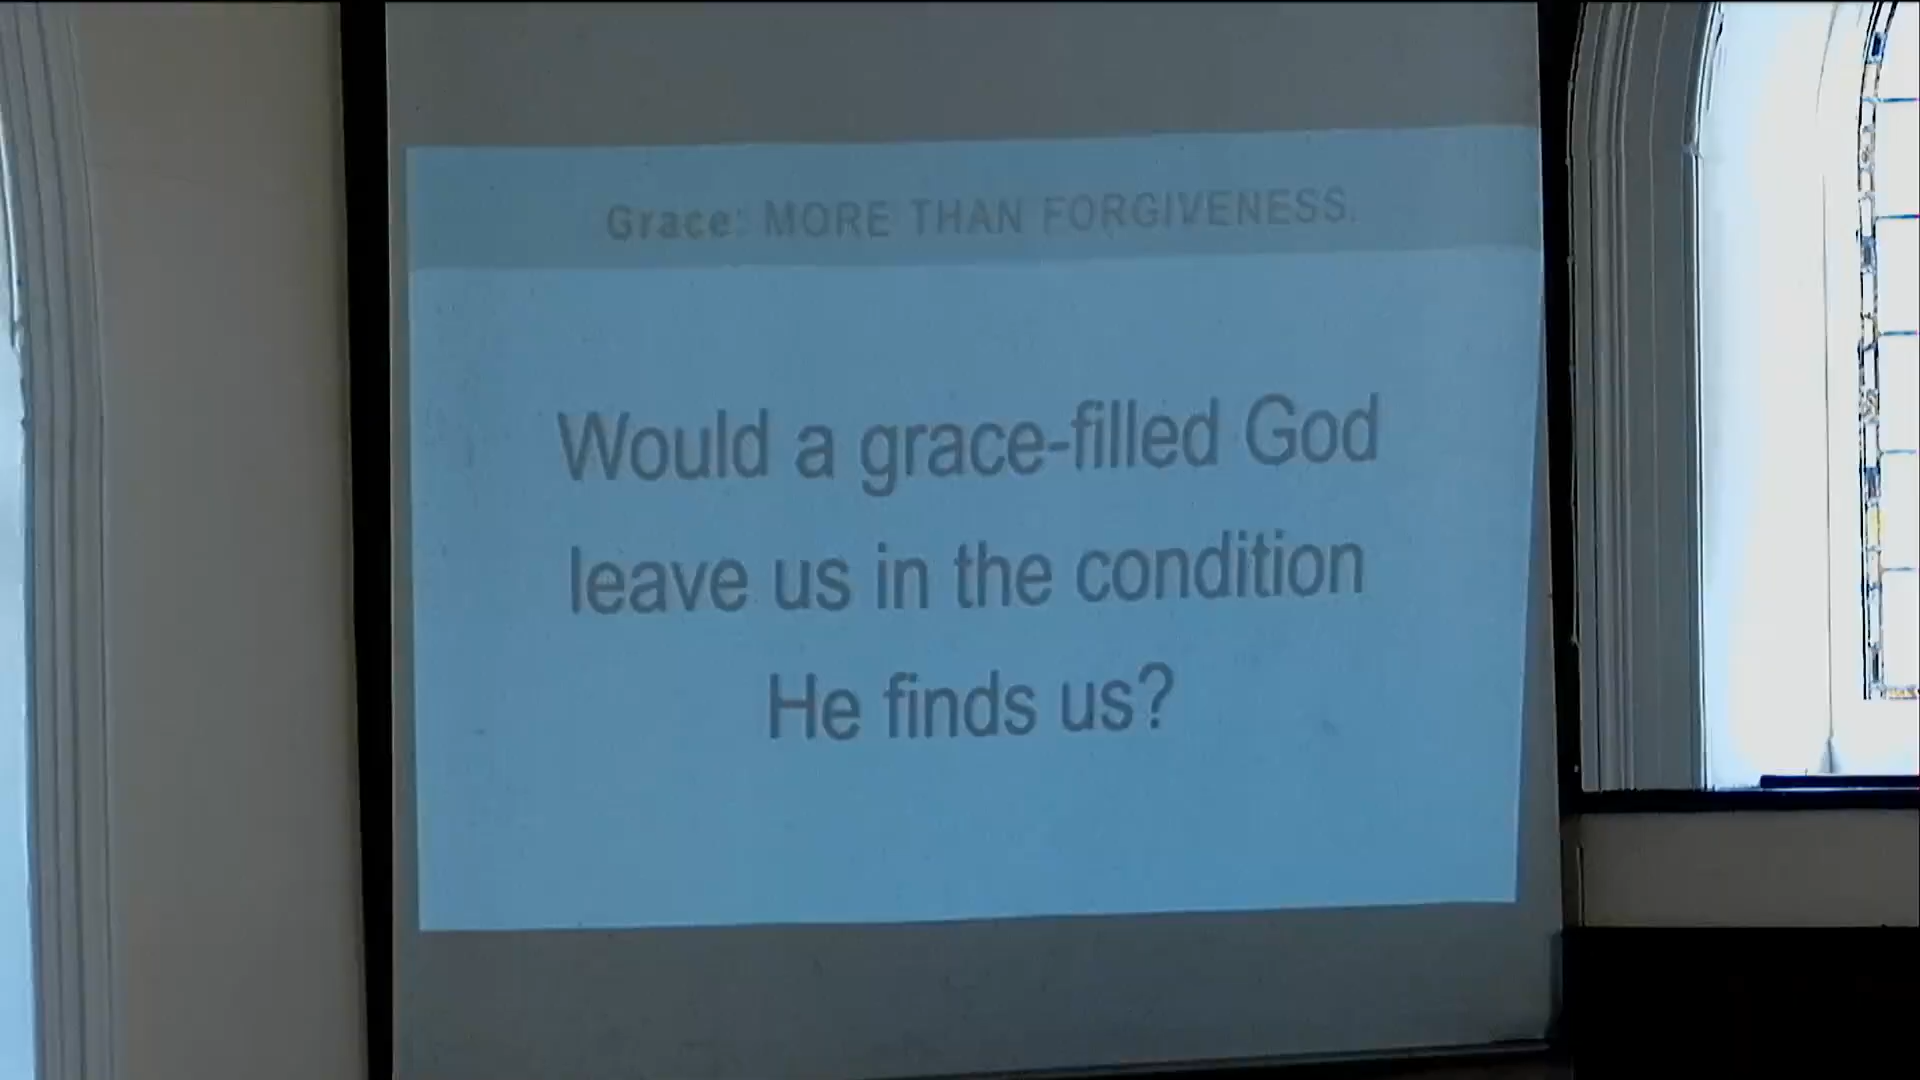 Grace: MORE THAN FORGIVENESS.
Would a grace-filled God
leave us in the condition
He finds us?